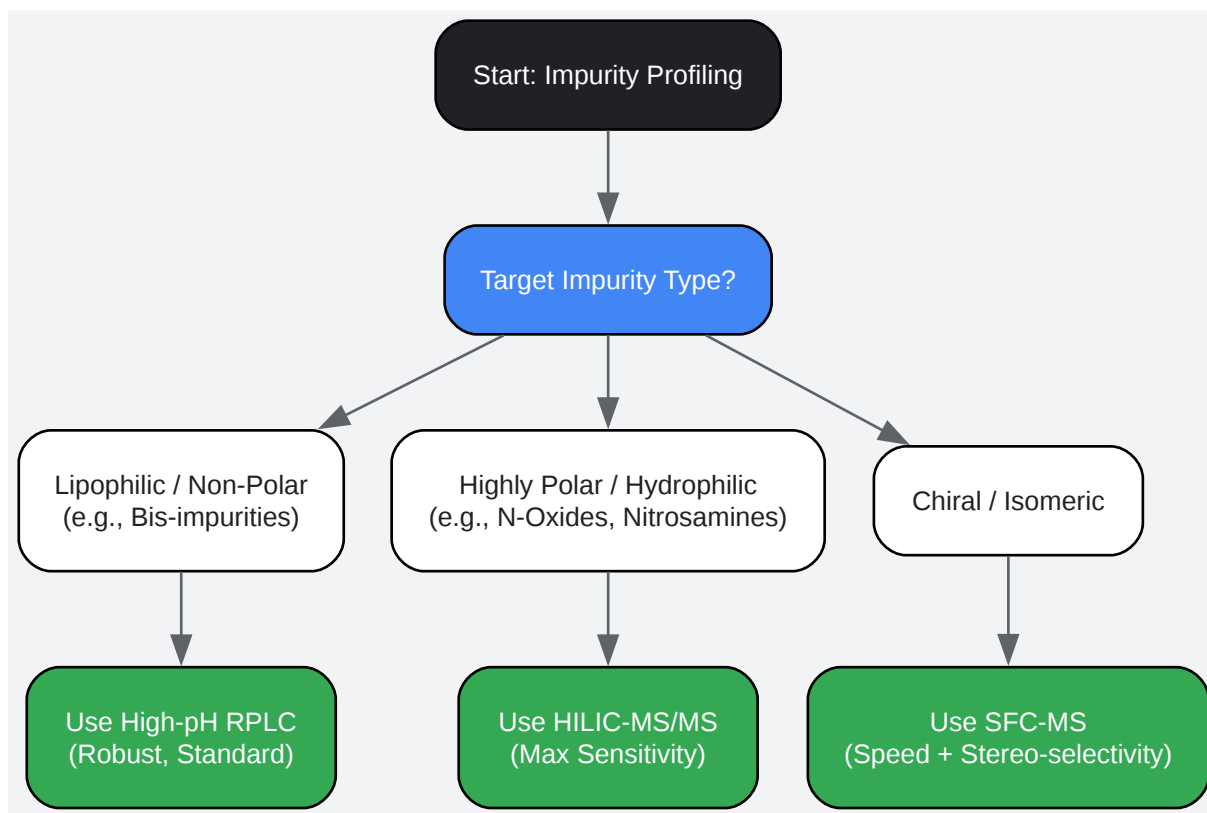 Start: Impurity Profiling
Target Impurity Type?
Lipophilic / Non-Polar
(e.g., Bis-impurities)
Highly Polar / Hydrophilic
(e.g., N-Oxides, Nitrosamines)
Chiral / Isomeric
Use High-pH RPLC
(Robust, Standard)
Use HILIC-MS/MS
(Max Sensitivity)
Use SFC-MS
(Speed + Stereo-selectivity)